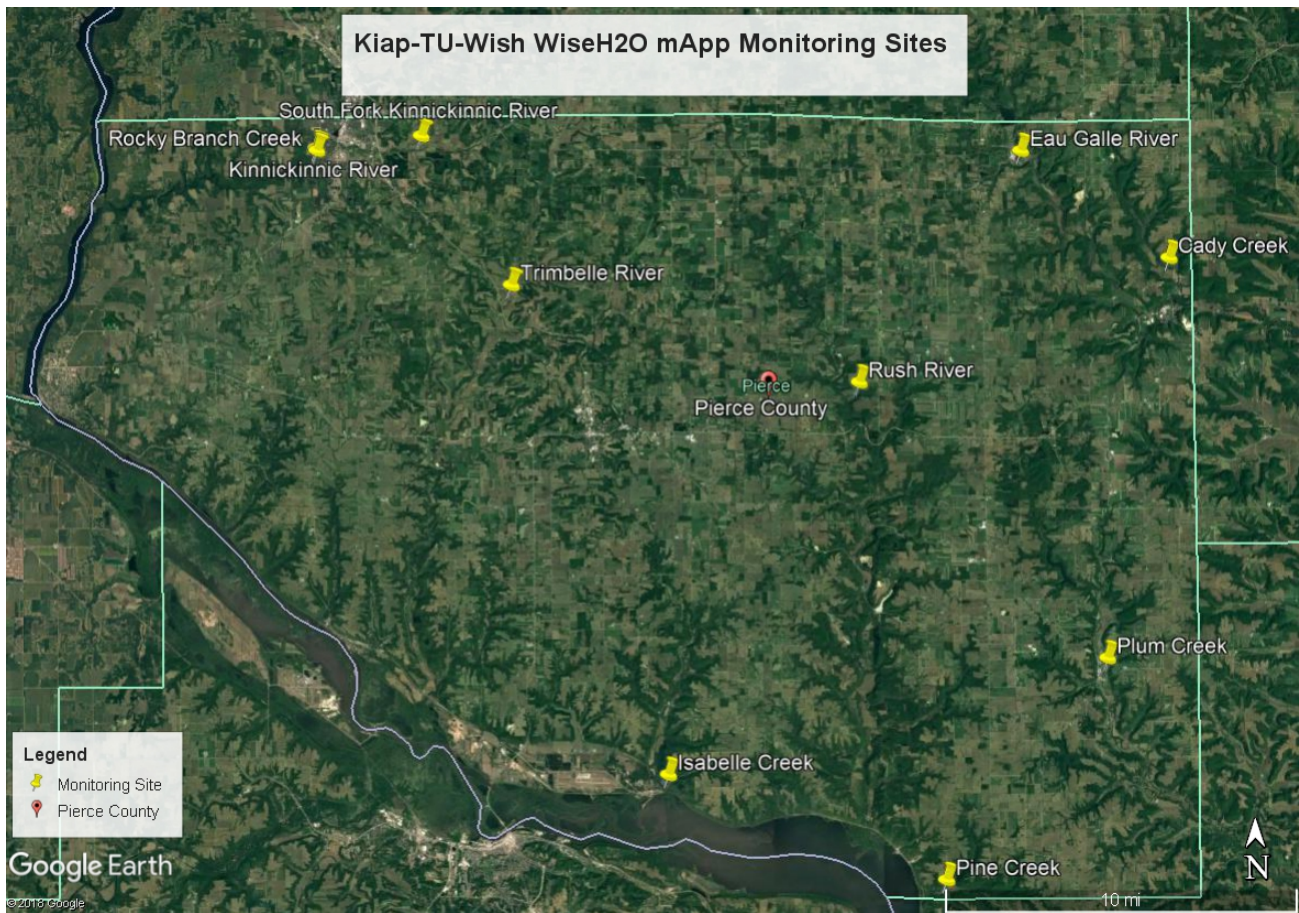 Kiap-TU-Wish WiseH2O mApp Monitoring Sites
South Fork Kinnickinnic River
Rocky Branch Creek
Eau Galle River
Kinnickinnic River
Cady Creek
Trimbelle River
Rush River
Pierce
Pierce County
Plum Creek
Legend
Monitoring Site
Pierce County
Isabelle Creek
Google Earth
Pine Creek
N
10 mi
©2018 Google